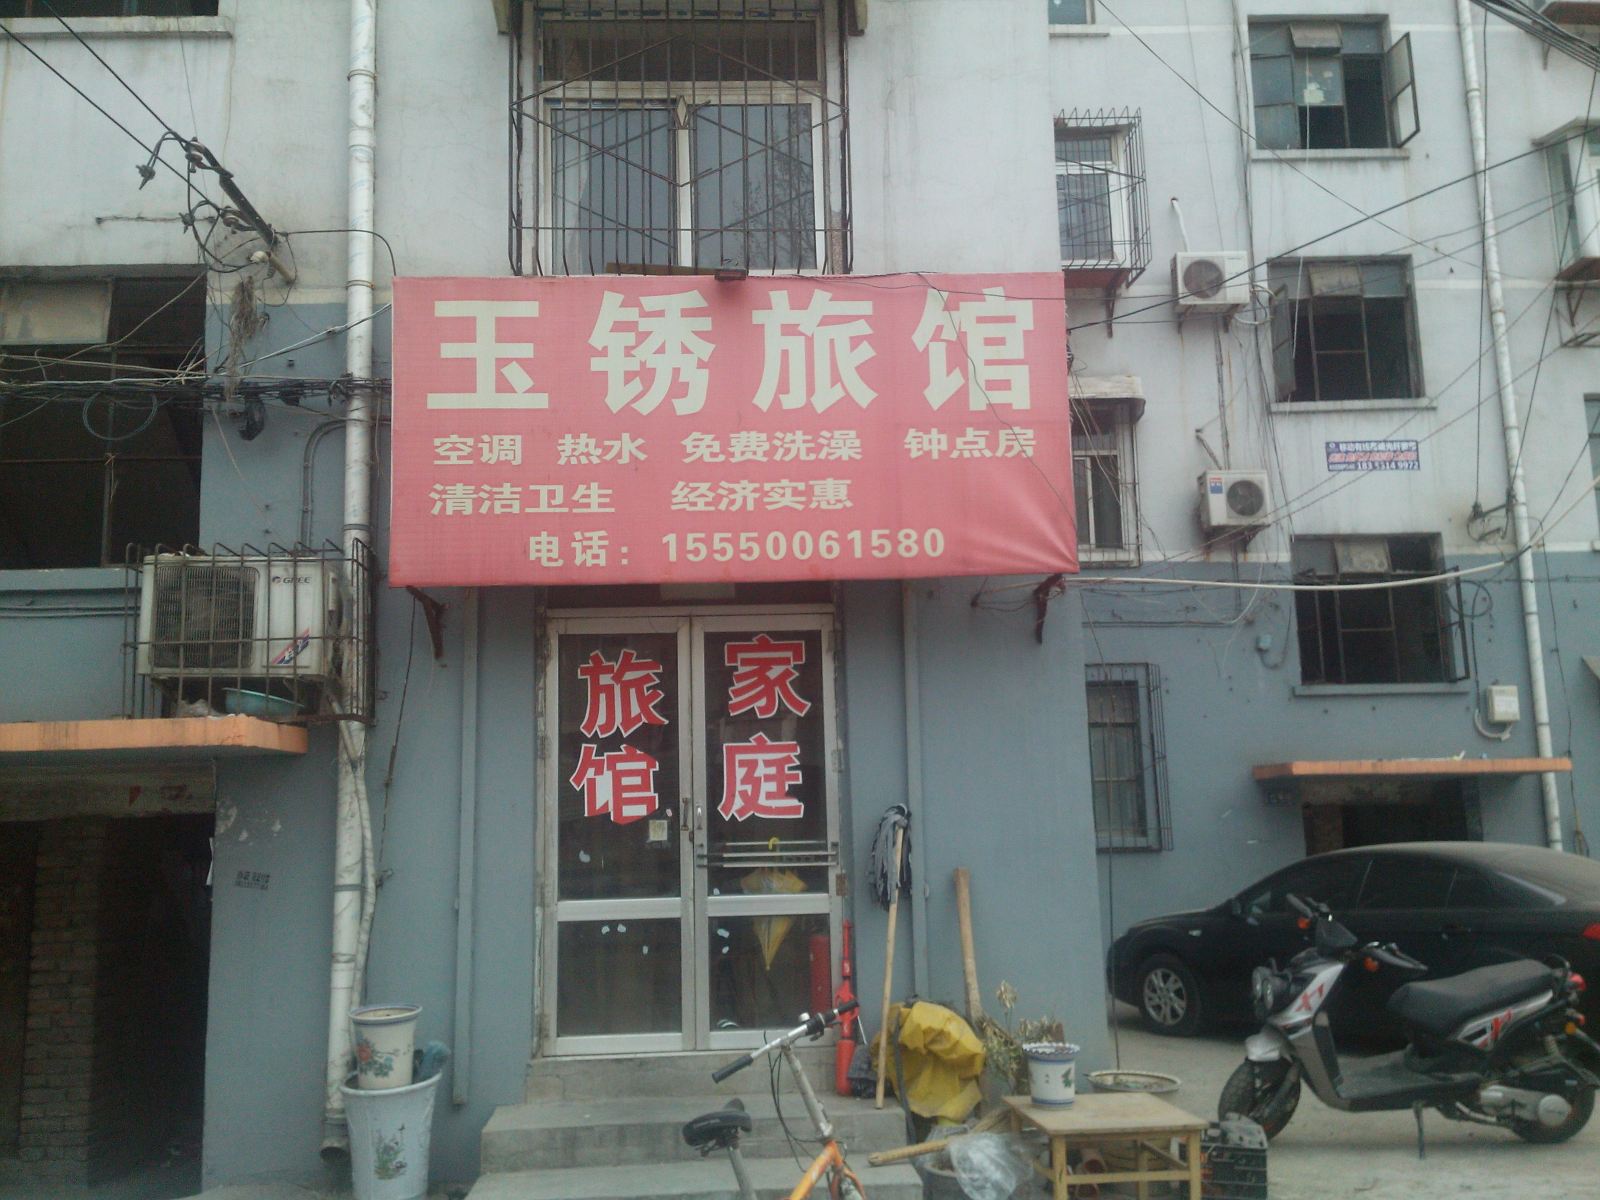 玉锈旅馆
空调 热水 免费洗澡 钟点房
清洁卫生 经济实惠
电话：15550061580
家庭
旅馆
GREE